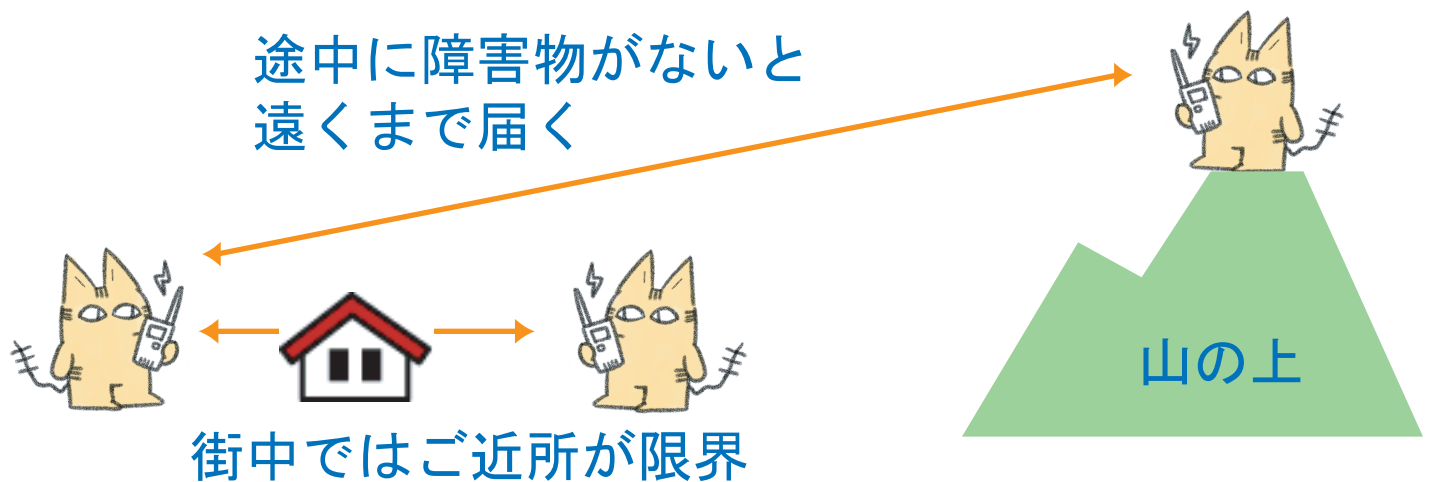 途中に障害物がないと
遠くまで届く
山の上
街中ではご近所が限界